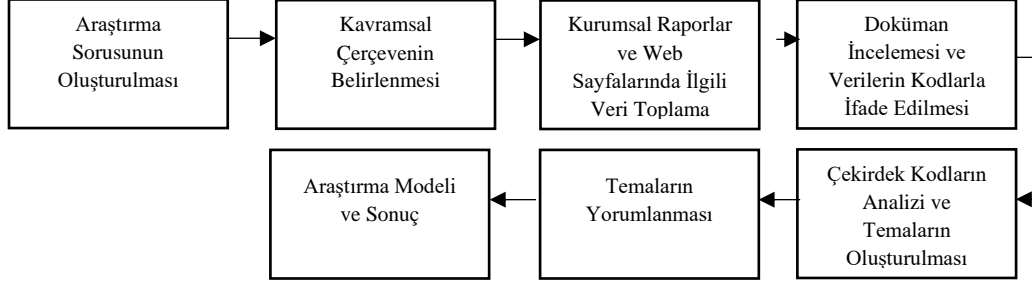 Araştırma
Sorusunun
Oluşturulması
Kavramsal
Çerçevenin
Belirlenmesi
Kurumsal Raporlar
ve Web
Sayfalarında İlgili
Veri Toplama
Doküman
İncelemesi ve
Verilerin Kodlarla
İfade Edilmesi
Çekirdek Kodların
Analizi ve
Temaların
Oluşturulması
Temaların
Yorumlanması
Araştırma Modeli
ve Sonuç